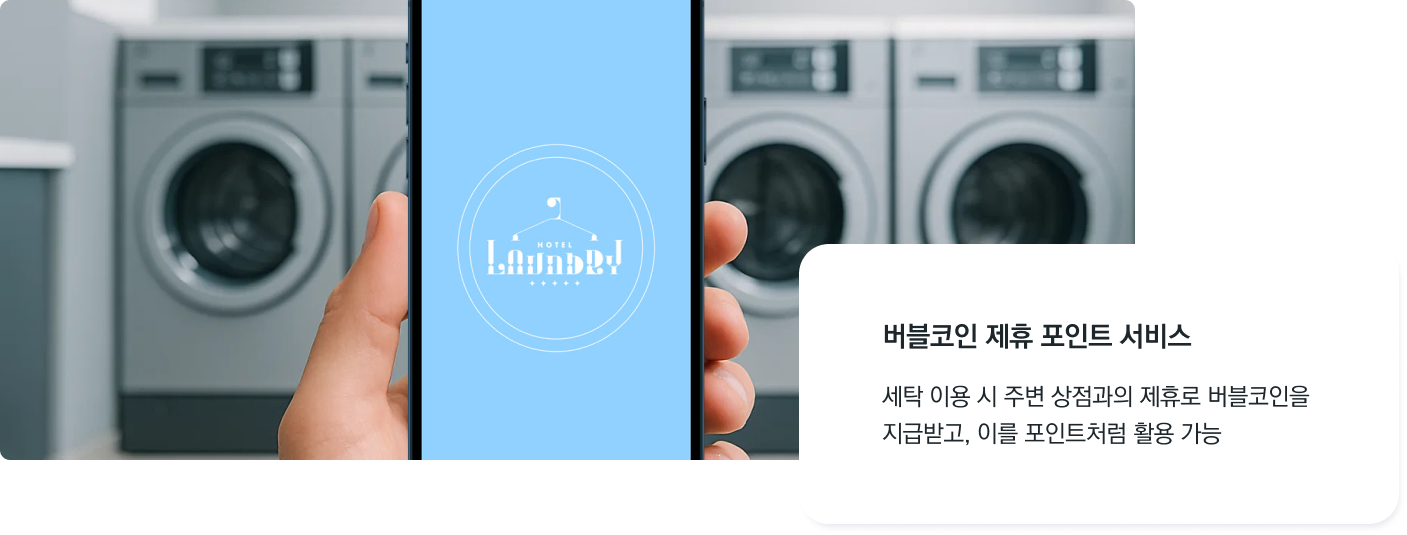 HOTEL
LAUNDRY
버블코인 제휴 포인트 서비스
세탁 이용 시 주변 상점과의 제휴로 버블코인을
지급받고, 이를 포인트처럼 활용 가능